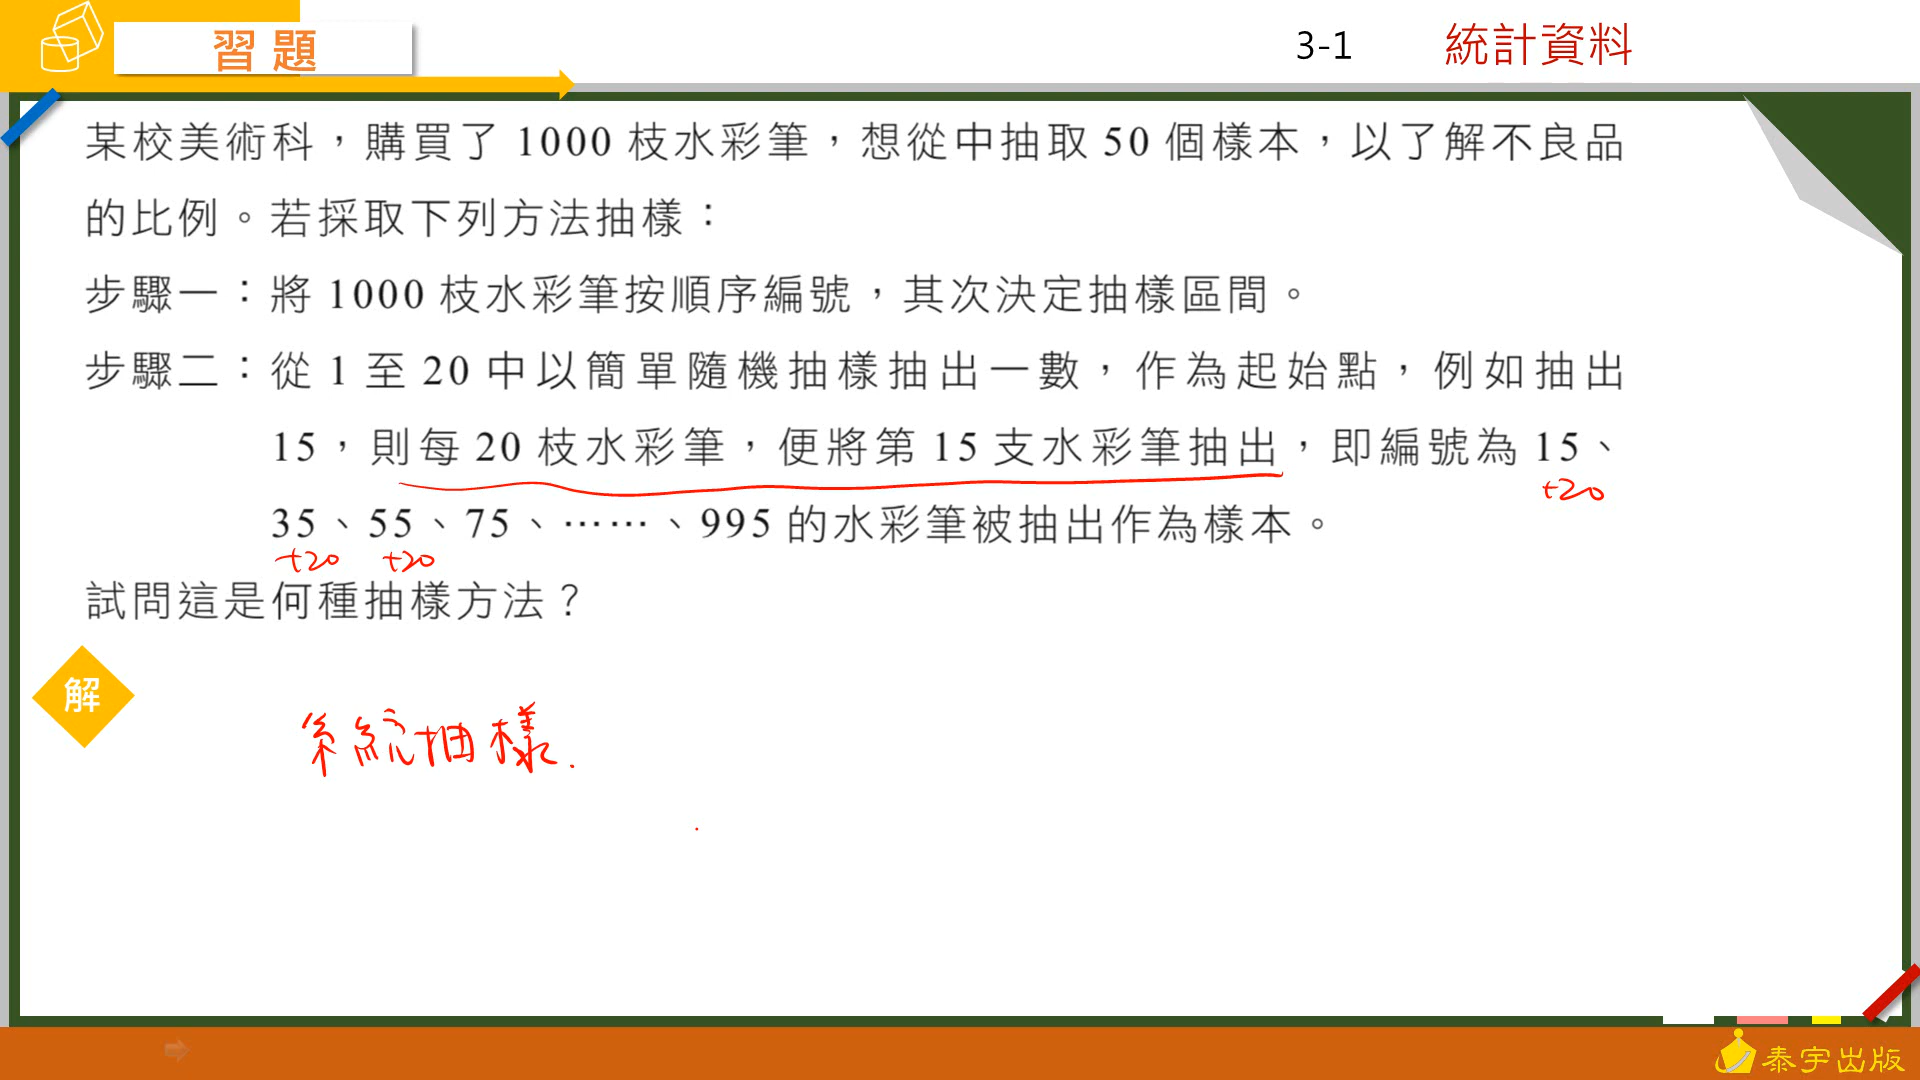 習題
3-1 統計資料
某校美術科，購買了 1000 枝水彩筆，想從中抽取 50 個樣本，以了解不良品
的比例。若採取下列方法抽樣：
步驟一：將 1000 枝水彩筆按順序編號，其次決定抽樣區間。
步驟二：從 1 至 20 中以簡單隨機抽樣抽出一數，作為起始點，例如抽出
15，則每 20 枝水彩筆，便將第 15 支水彩筆抽出，即編號為 15、
+20
35、55、75、……、995 的水彩筆被抽出作為樣本。
+20 +20
試問這是何種抽樣方法？
解
系統抽樣.
泰宇出版